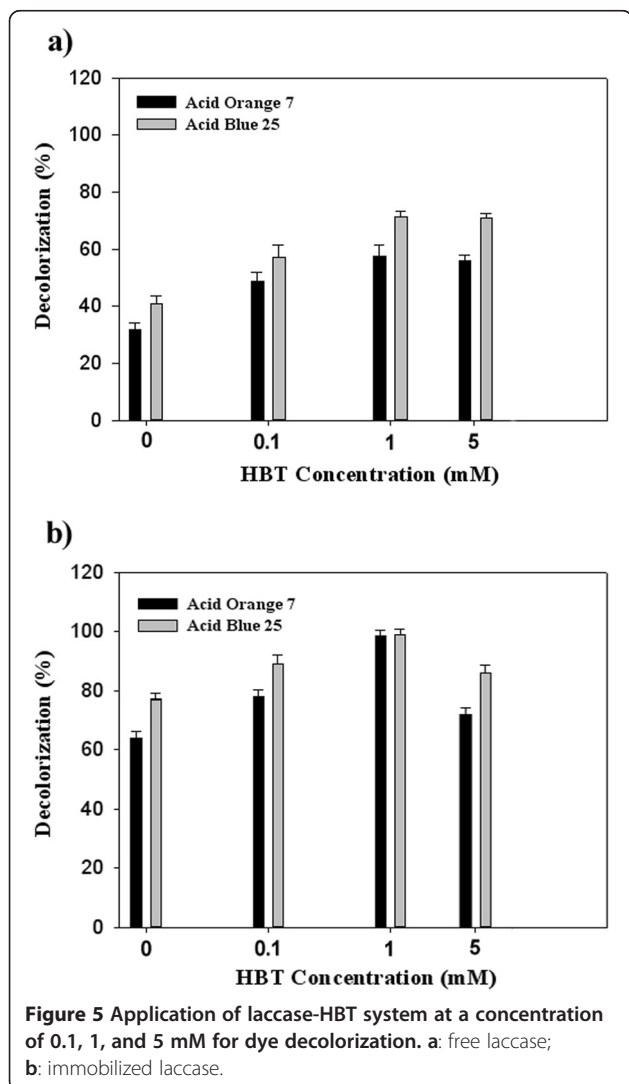 a)
120
100
80
60
40
20
0
Decolorization (%)
Acid Orange 7
Acid Blue 25
0 0.1 1 5
HBT Concentration (mM)
b)
120
100
80
60
40
20
0
Decolorization (%)
Acid Orange 7
Acid Blue 25
0 0.1 1 5
HBT Concentration (mM)
Figure 5 Application of laccase-HBT system at a concentration
of 0.1, 1, and 5 mM for dye decolorization. a: free laccase;
b: immobilized laccase.